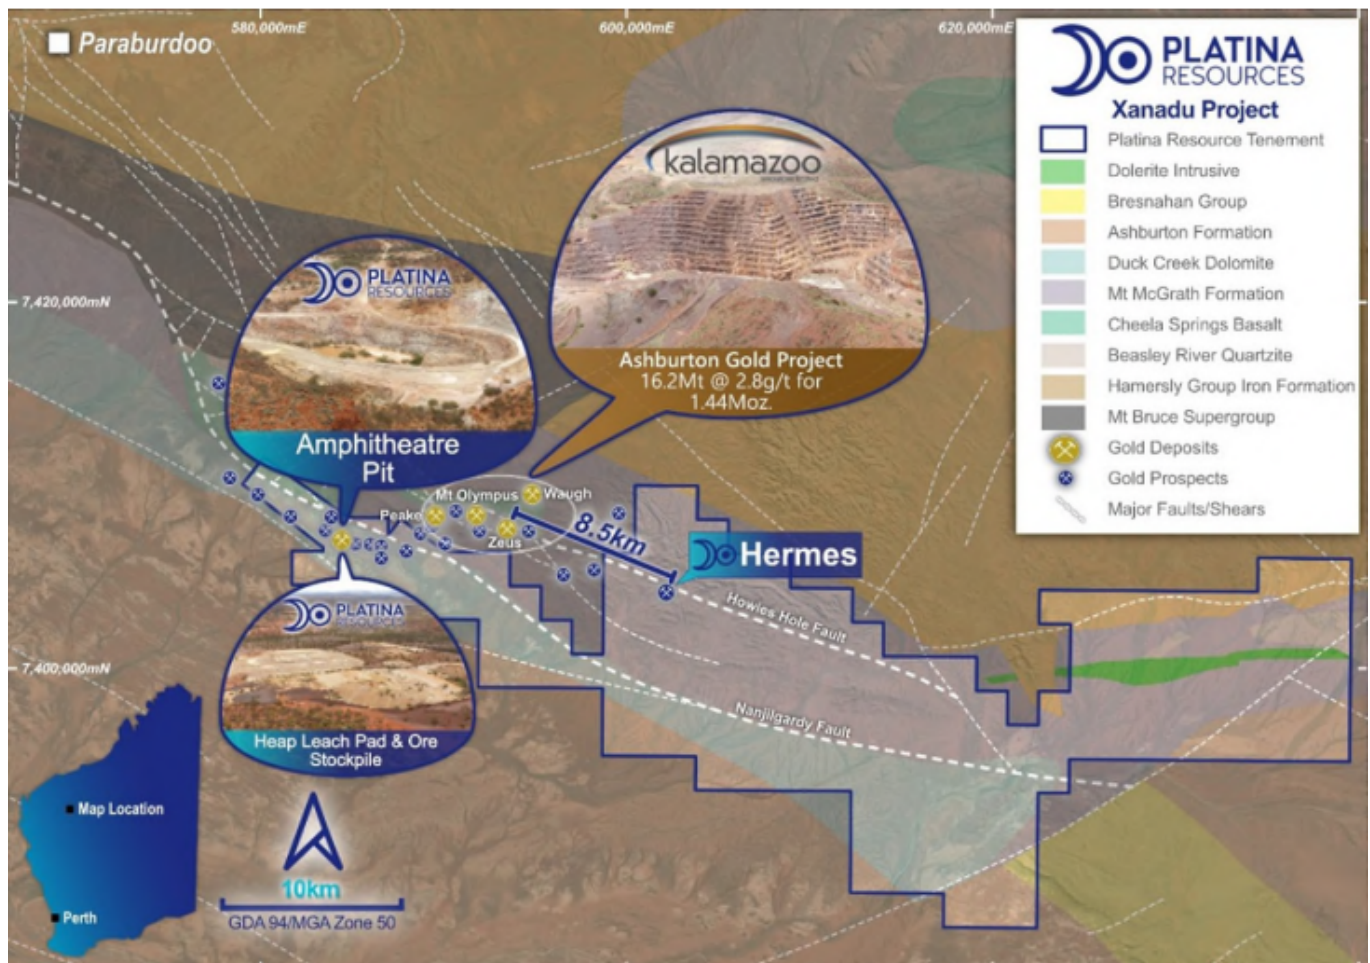 Paraburdoo
580,000mE
600,000mE
620,000mE
7,420,000mN
7,400,000mN
PLATINA
RESOURCES
Xanadu Project
Platina Resource Tenement
Dolerite Intrusive
Bresnahan Group
Ashburton Formation
Duck Creek Dolomite
Mt McGrath Formation
Cheela Springs Basalt
Beasley River Quartzite
Hamersly Group Iron Formation
Mt Bruce Supergroup
Gold Deposits
Gold Prospects
Major Faults/Shears
kalamazoo
Ashburton Gold Project
16.2Mt @ 2.8g/t for
1.44Moz.
PLATINA
RESOURCES
Amphitheatre
Pit
Mt Olympus
Waugh
Peake
Zeus
8.5km
Hermes
Howies Hole Fault
Nanjilgardy Fault
PLATINA
RESOURCES
Heap Leach Pad & Ore
Stockpile
Map Location
Perth
10km
GDA 94/MGA Zone 50